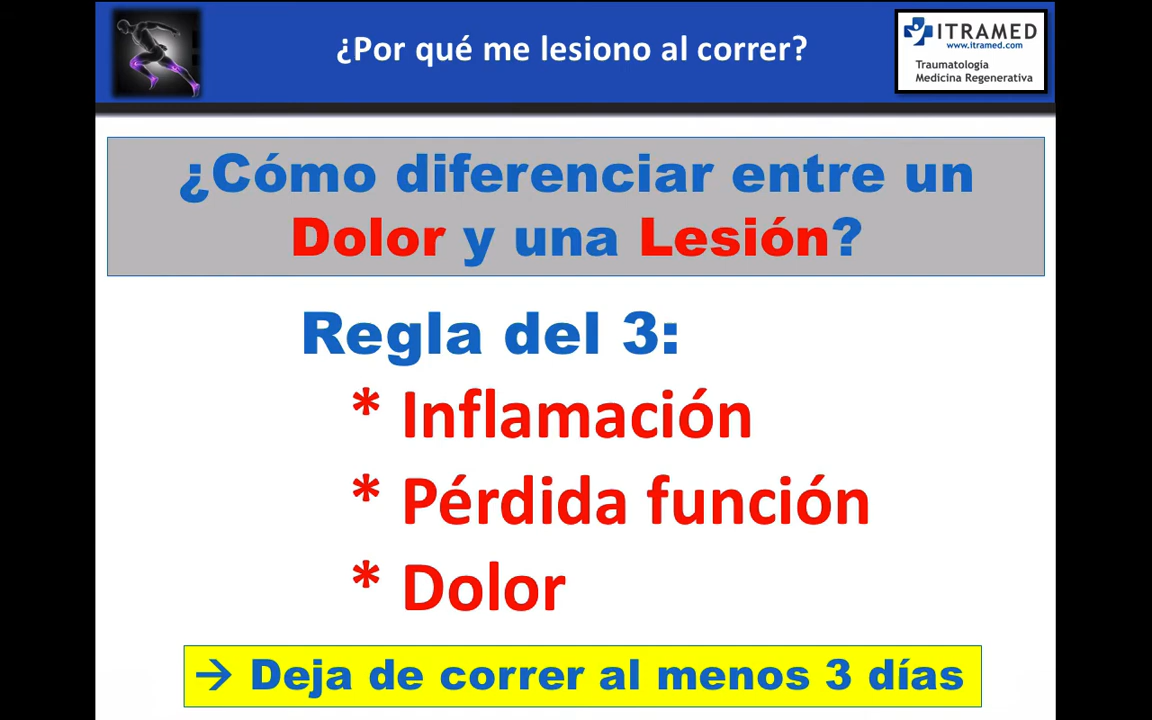 ¿Por qué me lesiono al correr?
ITRAMED
www.itramed.com
Traumatología
Medicina Regenerativa
¿Cómo diferenciar entre un
Dolor y una Lesión?
Regla del 3:
* Inflamación
* Pérdida función
* Dolor
→ Deja de correr al menos 3 días